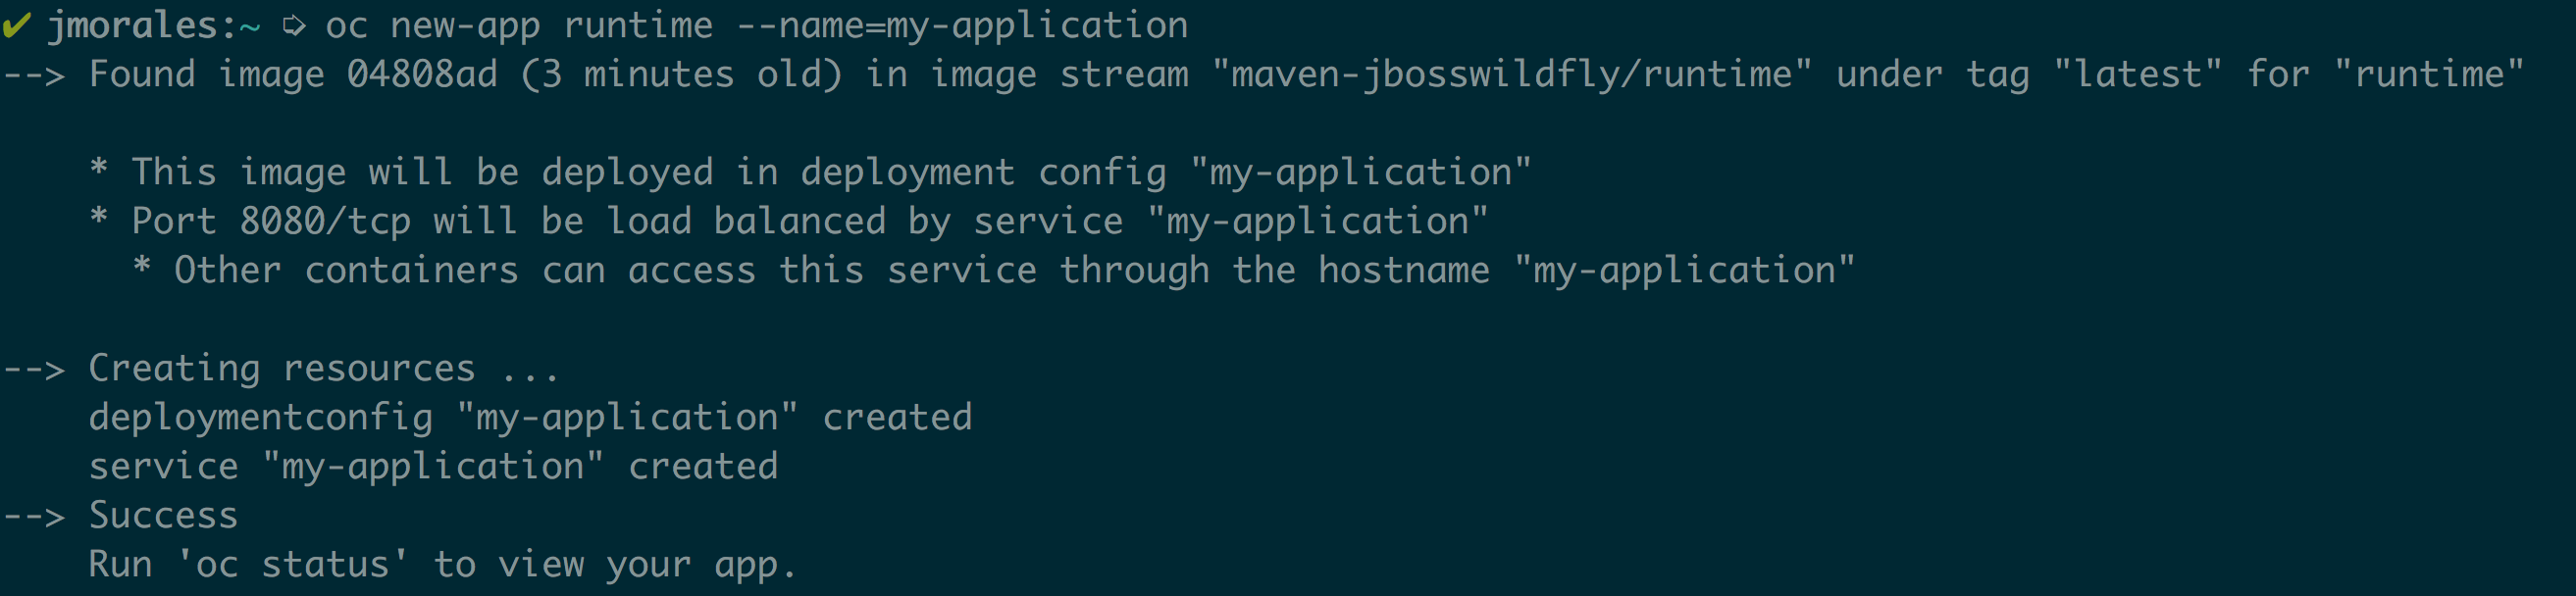 ✔ jmorales:~ ➩ oc new-app runtime --name=my-application
--> Found image 04808ad (3 minutes old) in image stream "maven-jbosswildfly/runtime" under tag "latest" for "runtime"
* This image will be deployed in deployment config "my-application"
* Port 8080/tcp will be load balanced by service "my-application"
* Other containers can access this service through the hostname "my-application"
--> Creating resources ...
deploymentconfig "my-application" created
service "my-application" created
--> Success
Run 'oc status' to view your app.